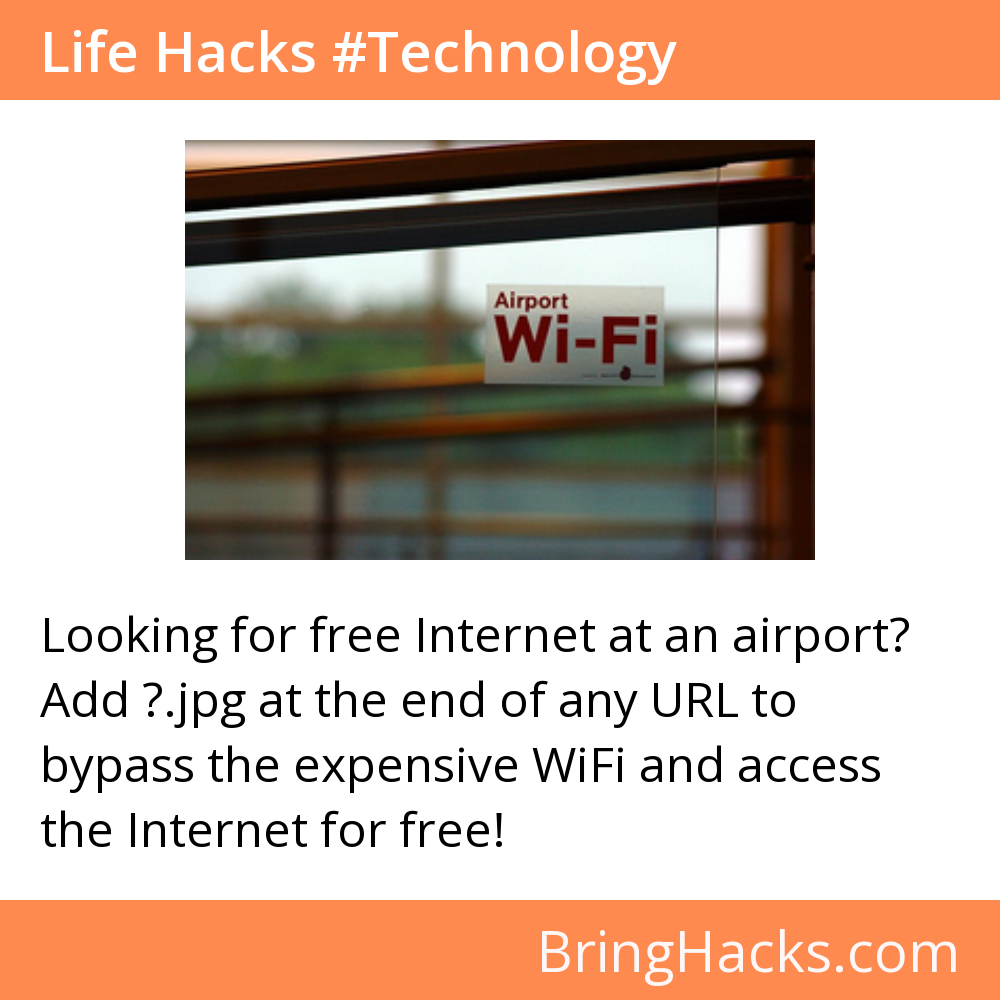 Life Hacks #Technology
Airport
Wi-Fi
Looking for free Internet at an airport?
Add ?.jpg at the end of any URL to
bypass the expensive WiFi and access
the Internet for free!
BringHacks.com